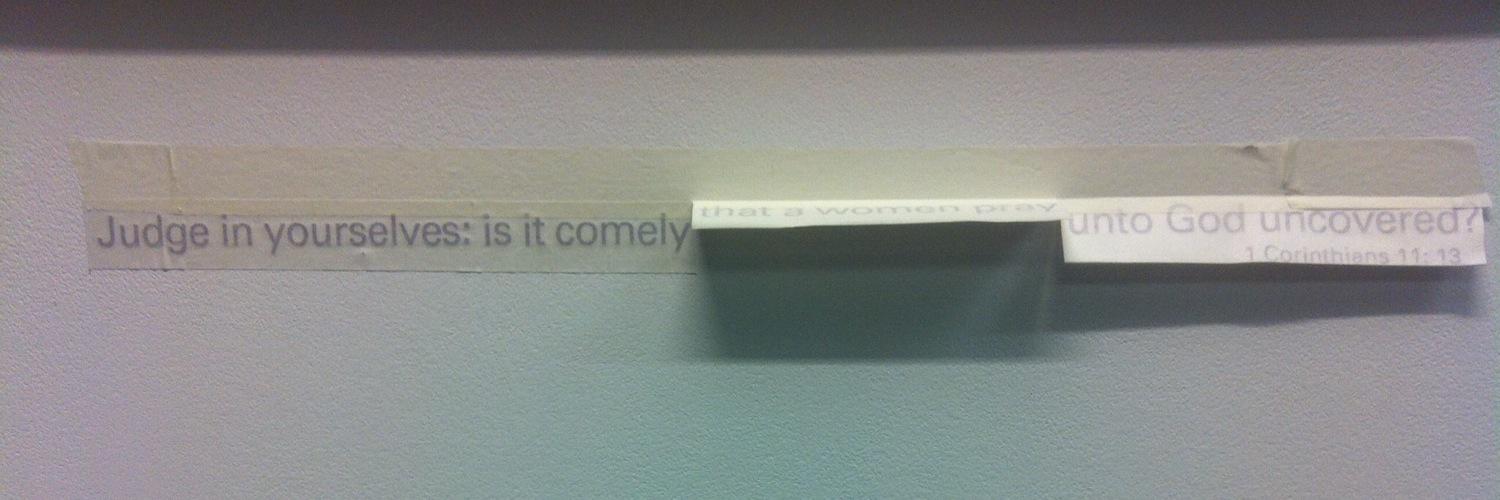 Judge in yourselves: is it comely that a women pray unto God uncovered?
1 Corinthians 11: 13